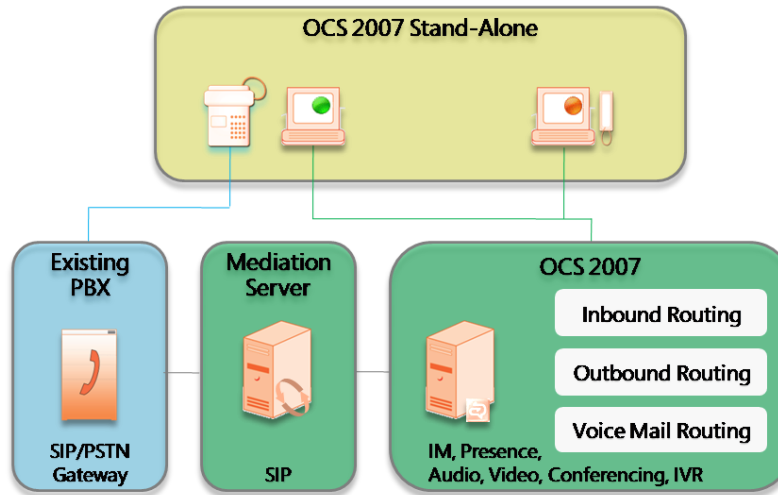 OCS 2007 Stand-Alone
Existing
PBX
SIP/PSTN
Gateway
Mediation
Server
SIP
OCS 2007
Inbound Routing
Outbound Routing
Voice Mail Routing
IM, Presence,
Audio, Video, Conferencing, IVR